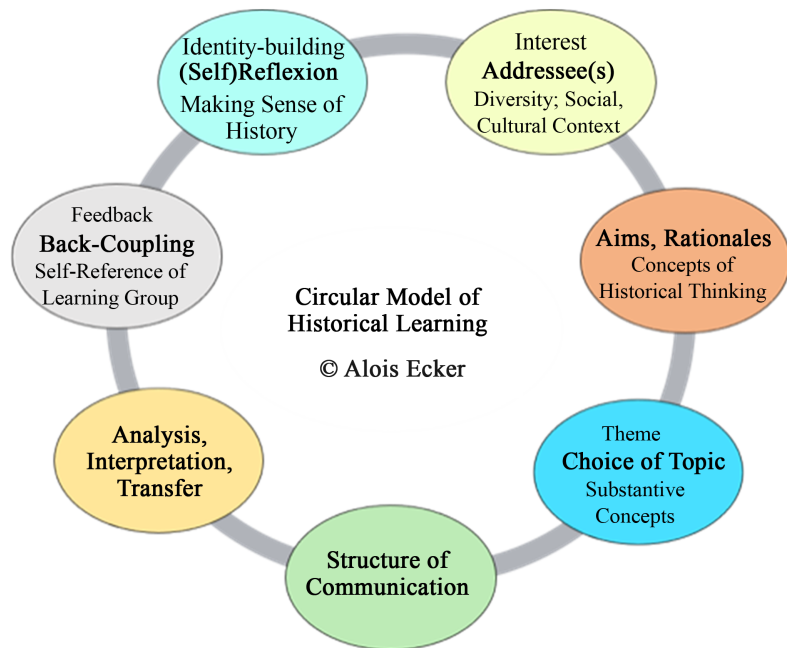 Identity-building
(Self)Reflexion
Making Sense of
History
Interest
Addressee(s)
Diversity; Social,
Cultural Context
Aims, Rationales
Concepts of
Historical Thinking
Theme
Choice of Topic
Substantive
Concepts
Structure of
Communication
Analysis,
Interpretation,
Transfer
Feedback
Back-Coupling
Self-Reference of
Learning Group
Circular Model of
Historical Learning
© Alois Ecker